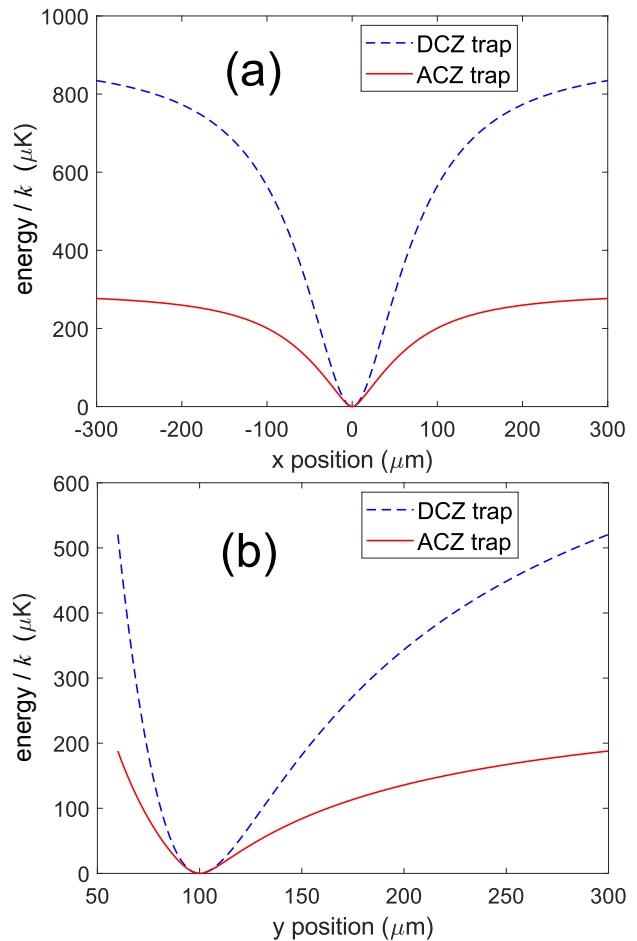 1000
800
600
400
200
0
energy / k (μK)
(a)
DCZ trap
ACZ trap
-300 -200 -100 0 100 200 300
x position (μm)
600
500
400
300
200
100
0
energy / k (μK)
(b)
DCZ trap
ACZ trap
50 100 150 200 250 300
y position (μm)